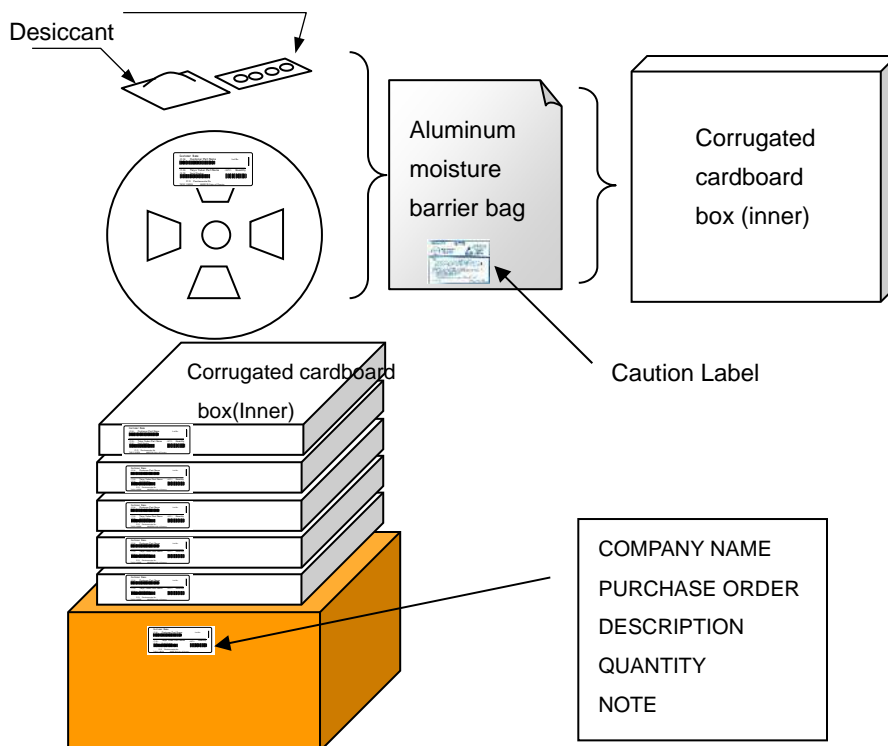 Desiccant
Aluminum
moisture
barrier bag
Corrugated
cardboard
box (inner)
Caution Label
Corrugated cardboard
box(Inner)
COMPANY NAME
PURCHASE ORDER
DESCRIPTION
QUANTITY
NOTE